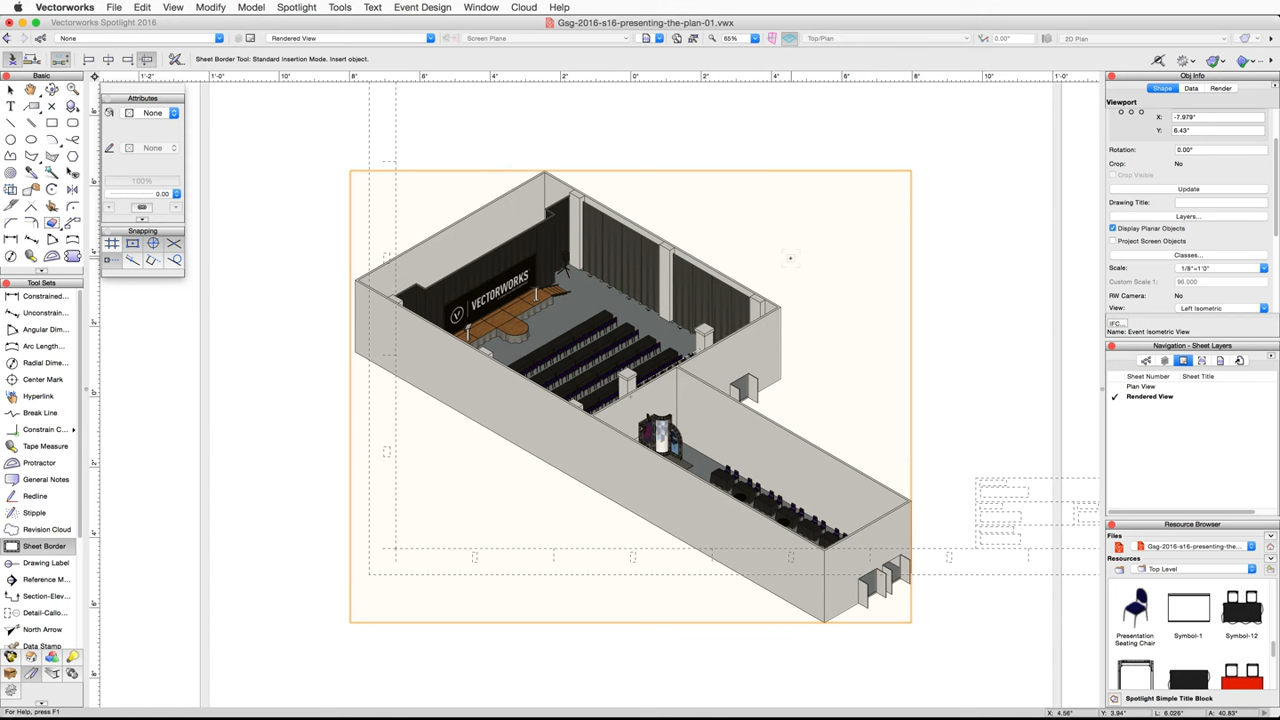 Vectorworks File Edit View Modify Model Spotlight Tools Text Event Design Window Cloud Help
Vectorworks Spotlight 2016
Gsg-2016-s16-presenting-the-plan-01.vwx
None Rendered View Screen Plane 65% Top/Plan 0.00° 2D Plan
Sheet Border Tool: Standard Insertion Mode. Insert object.
Basic
Attributes
None
None
100%
0.00
Snapping
Tool Sets
Constrained...
Unconstrain...
Angular Dim...
Arc Length...
Radial Dime...
Center Mark
Hyperlink
Break Line
Constrain C...
Tape Measure
Protractor
General Notes
Redline
Stipple
Revision Cloud
Sheet Border
Drawing Label
Reference M...
Section-Elev...
Detail-Callo...
North Arrow
Data Stamp
For Help, press F1
VECTORWORKS
Obj Info
Shape Data Render
Viewport
X: -7.979"
Y: 6.43"
Rotation: 0.00°
Crop: No
Crop Visible
Update
Drawing Title:
Layers...
Display Planar Objects
Project Screen Objects
Classes...
Scale: 1/8"=1'0"
Custom Scale 1: 96.000
RW Camera: No
View: Left Isometric
IFC...
Name: Event Isometric View
Navigation - Sheet Layers
Sheet Number Sheet Title
Plan View
✓ Rendered View
Resource Browser
Files
Gsg-2016-s16-presenting-the...
Resources
Top Level
Presentation Seating Chair
Symbol-1
Symbol-12
Spotlight Simple Title Block
X: 4.56" Y: 3.94" L: 6.026" A: 40.83°